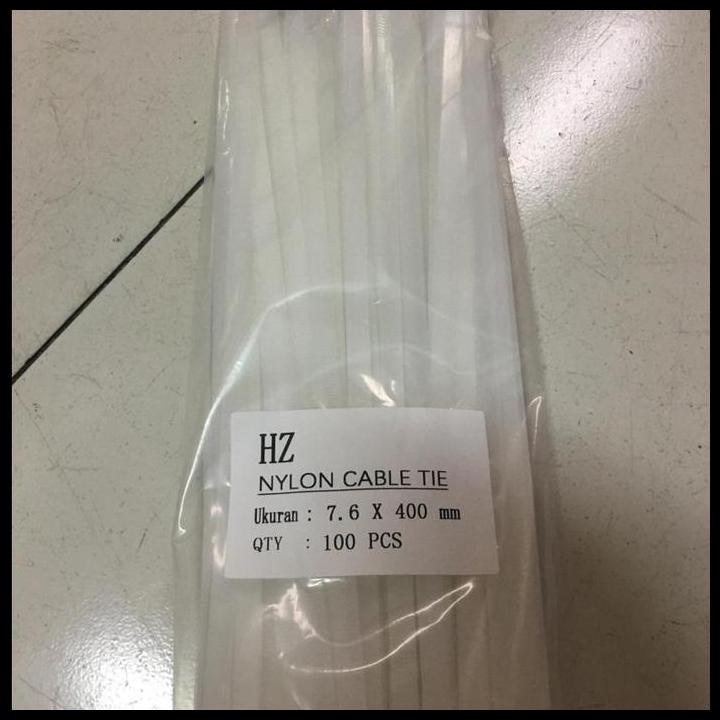 HZ
NYLON CABLE TIE
Ukuran : 7.6 X 400 mm
QTY : 100 PCS